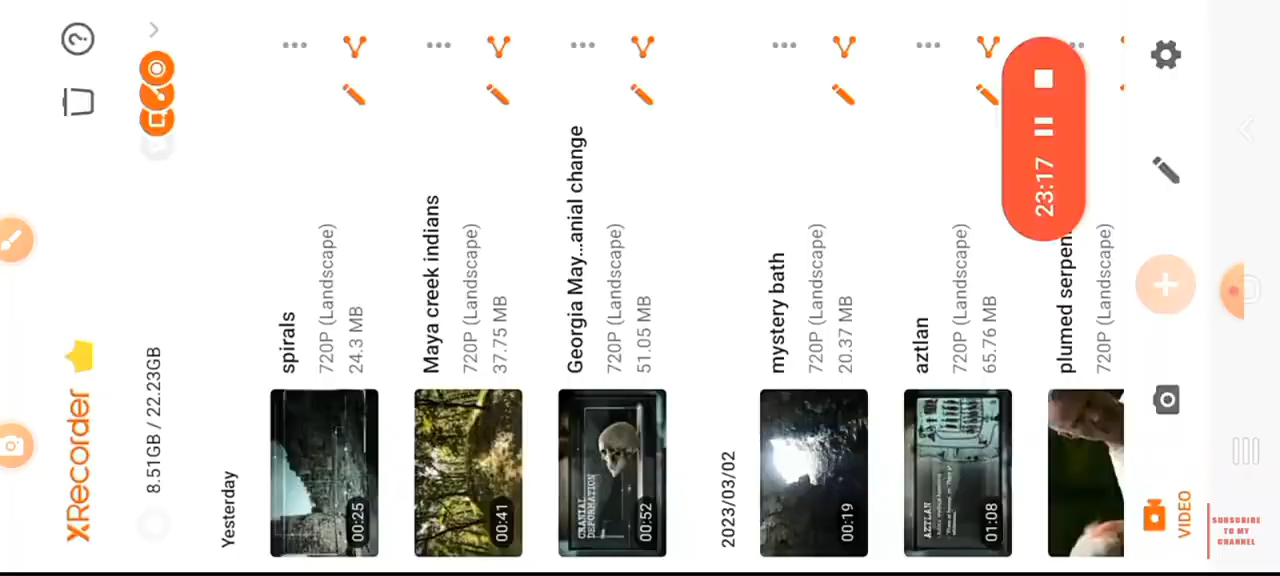 XRecorder
8.51GB / 22.23GB
Yesterday
spirals
720P (Landscape)
24.3 MB
00:25
Maya creek indians
720P (Landscape)
37.75 MB
00:41
Georgia May...anial change
720P (Landscape)
51.05 MB
CRANIAL
DEFORMATION
00:52
2023/03/02
mystery bath
720P (Landscape)
20.37 MB
00:19
aztlan
720P (Landscape)
65.76 MB
AZTLAN
01:08
plumed serpen
720P (Landscape)
23:17
VIDEO
SUBSCRIBE
TO MY
CHANNEL